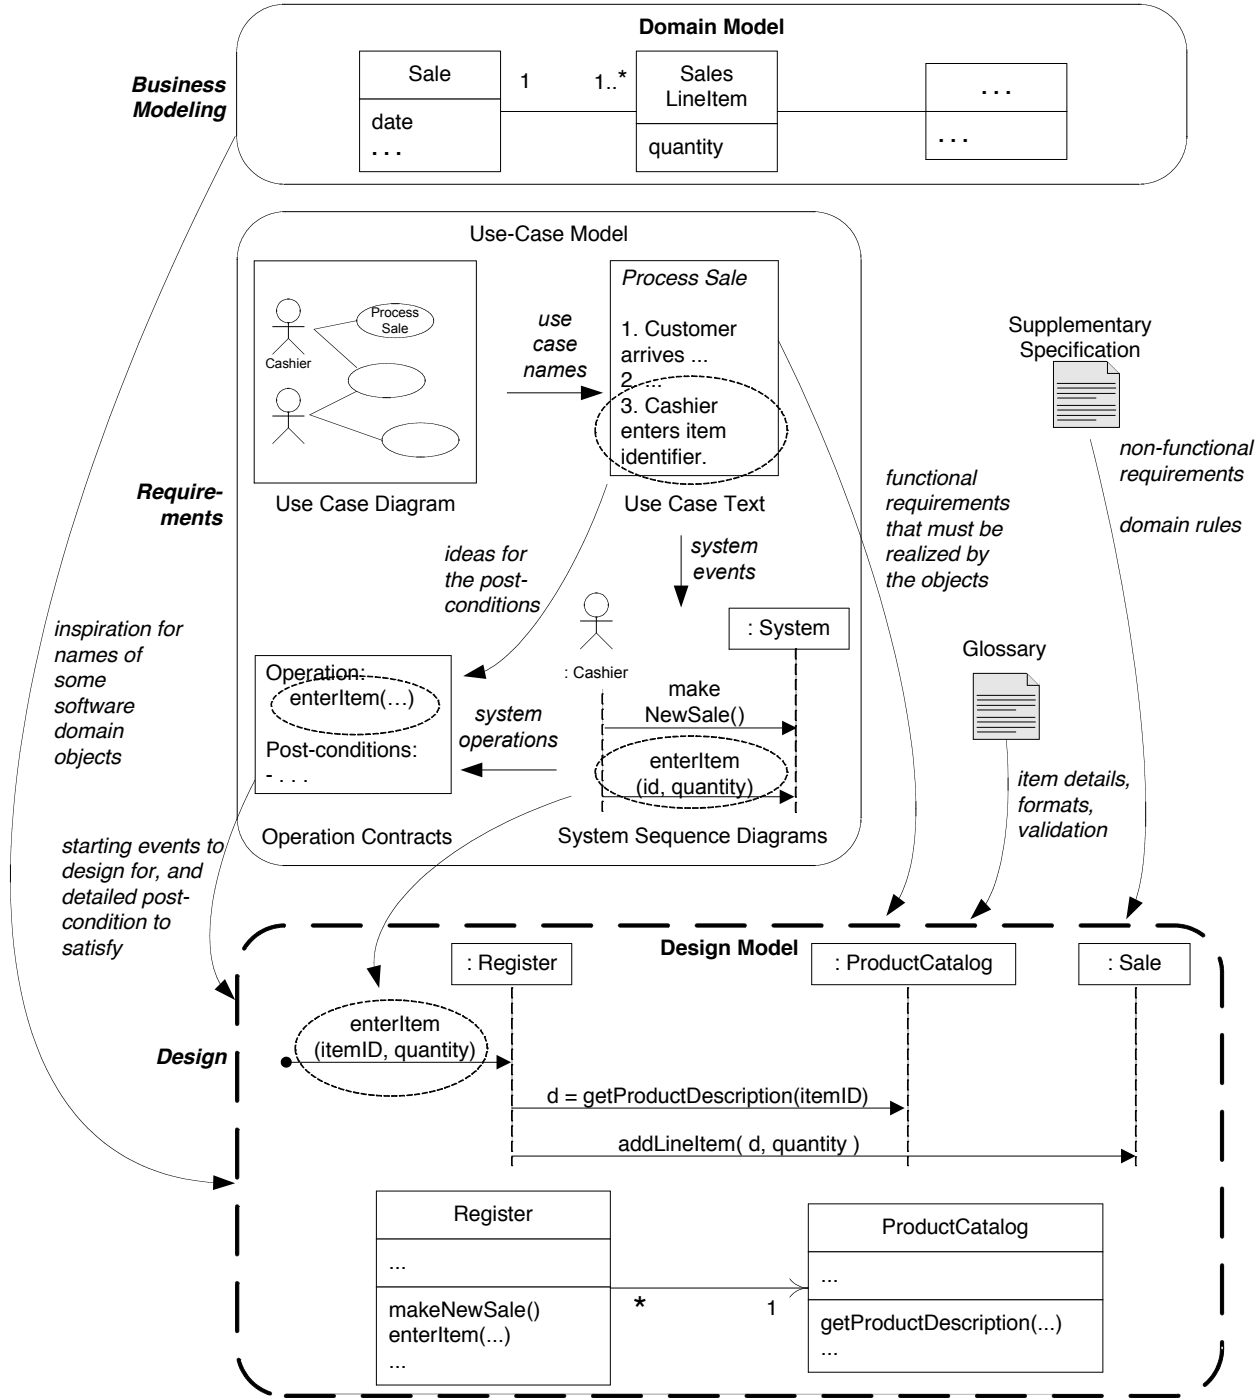 Domain Model
Business
Modeling
Sale
date
. . .
1
1..*
Sales
LineItem
quantity
. . .
. . .
Use-Case Model
Process
Sale
Cashier
Use Case Diagram
use
case
names
Process Sale
1. Customer
arrives ...
2. ...
3. Cashier
enters item
identifier.
Use Case Text
Require-
ments
Supplementary
Specification
non-functional
requirements
domain rules
functional
requirements
that must be
realized by
the objects
ideas for
the post-
conditions
system
events
inspiration for
names of
some
software
domain
objects
Glossary
item details,
formats,
validation
Operation:
enterItem(…)
Post-conditions:
- . . .
Operation Contracts
system
operations
: Cashier
: System
make
NewSale()
enterItem
(id, quantity)
System Sequence Diagrams
starting events to
design for, and
detailed post-
condition to
satisfy
Design Model
Design
: Register
: ProductCatalog
: Sale
enterItem
(itemID, quantity)
d = getProductDescription(itemID)
addLineItem( d, quantity )
Register
...
makeNewSale()
enterItem(...)
...
*
1
ProductCatalog
...
getProductDescription(...)
...